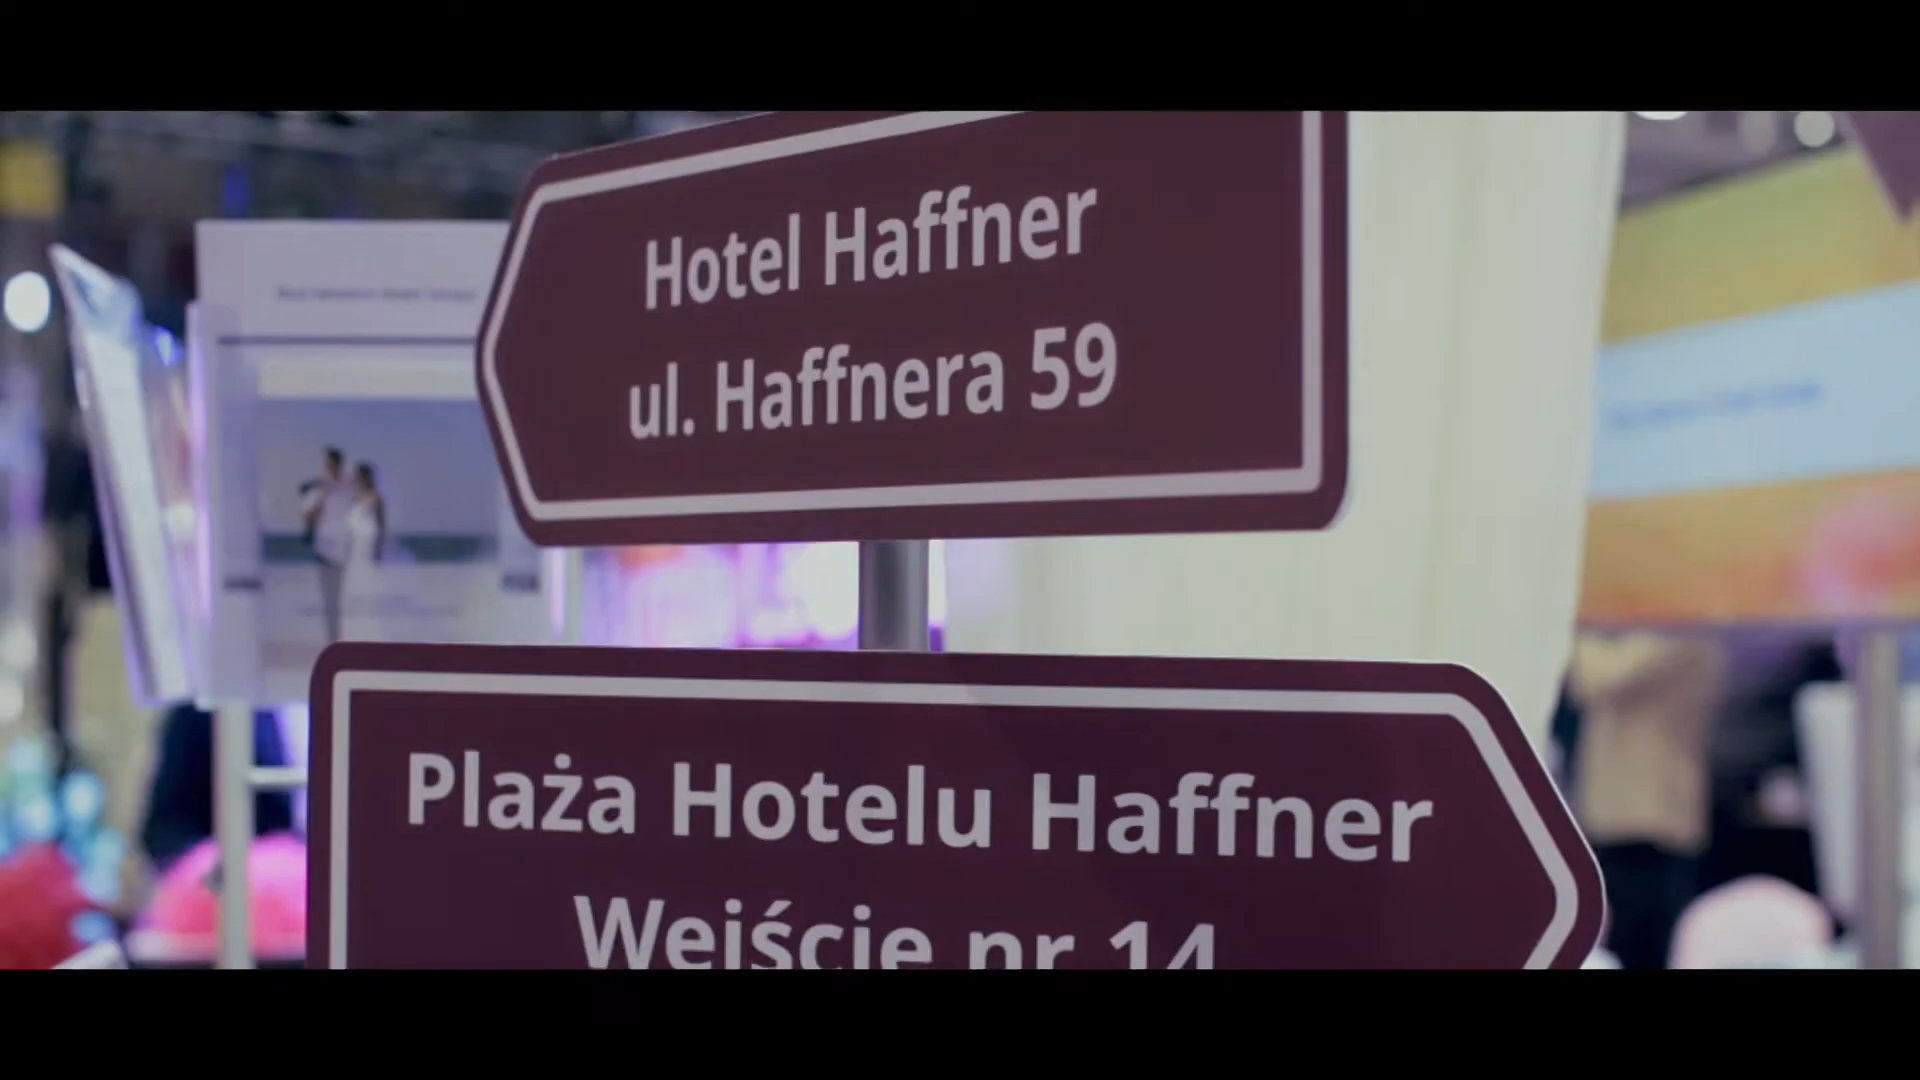 Hotel Haffner
ul. Haffnera 59
Plaża Hotelu Haffner
Wejście nr 14